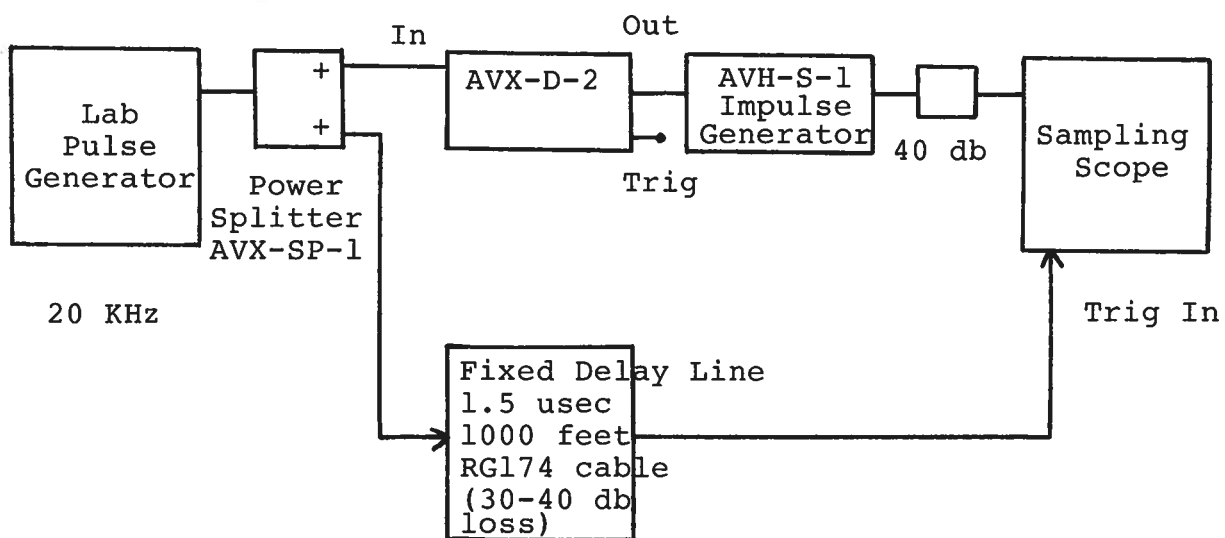 Out
In
Lab
Pulse
Generator
+
+
AVX-D-2
AVH-S-1
Impulse
Generator
40 db
Sampling
Scope
Trig
Power
Splitter
AVX-SP-1
20 KHz
Trig In
Fixed Delay Line
1.5 usec
1000 feet
RG174 cable
(30-40 db
loss)